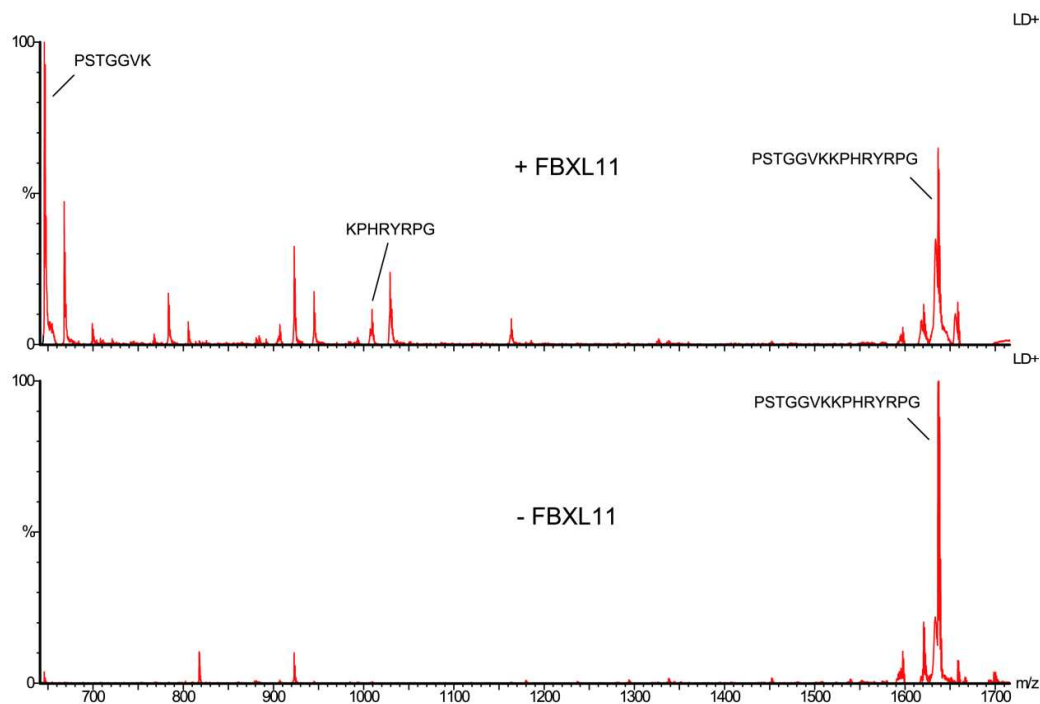 LD+
100
PSTGGVK
PSTGGVKKPHRYRPG
+ FBXL11
%
KPHRYRPG
0
LD+
100
PSTGGVKKPHRYRPG
- FBXL11
%
0
700 800 900 1000 1100 1200 1300 1400 1500 1600 1700 m/z